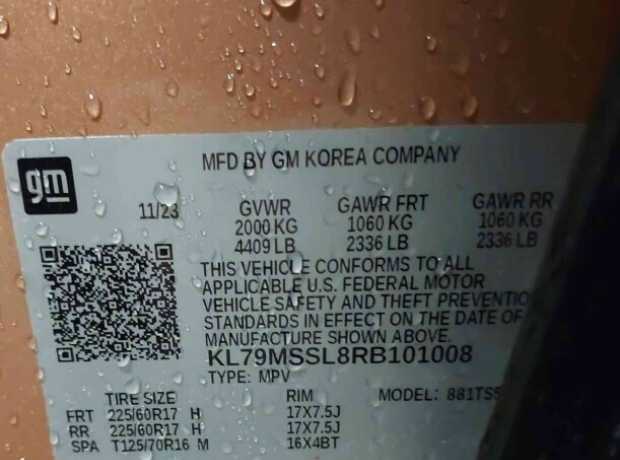 gm
MFD BY GM KOREA COMPANY
11/23 GVWR GAWR FRT GAWR RR
2000 KG 1060 KG 1060 KG
4409 LB 2336 LB 2336 LB
THIS VEHICLE CONFORMS TO ALL
APPLICABLE U.S. FEDERAL MOTOR
VEHICLE SAFETY AND THEFT PREVENTIO
STANDARDS IN EFFECT ON THE DATE OF
MANUFACTURE SHOWN ABOVE.
KL79MSSL8RB101008
TYPE: MPV
TIRE SIZE RIM MODEL: 881TS5
FRT 225/60R17 H 17X7.5J
RR 225/60R17 H 17X7.5J
SPA T125/70R16 M 16X4BT